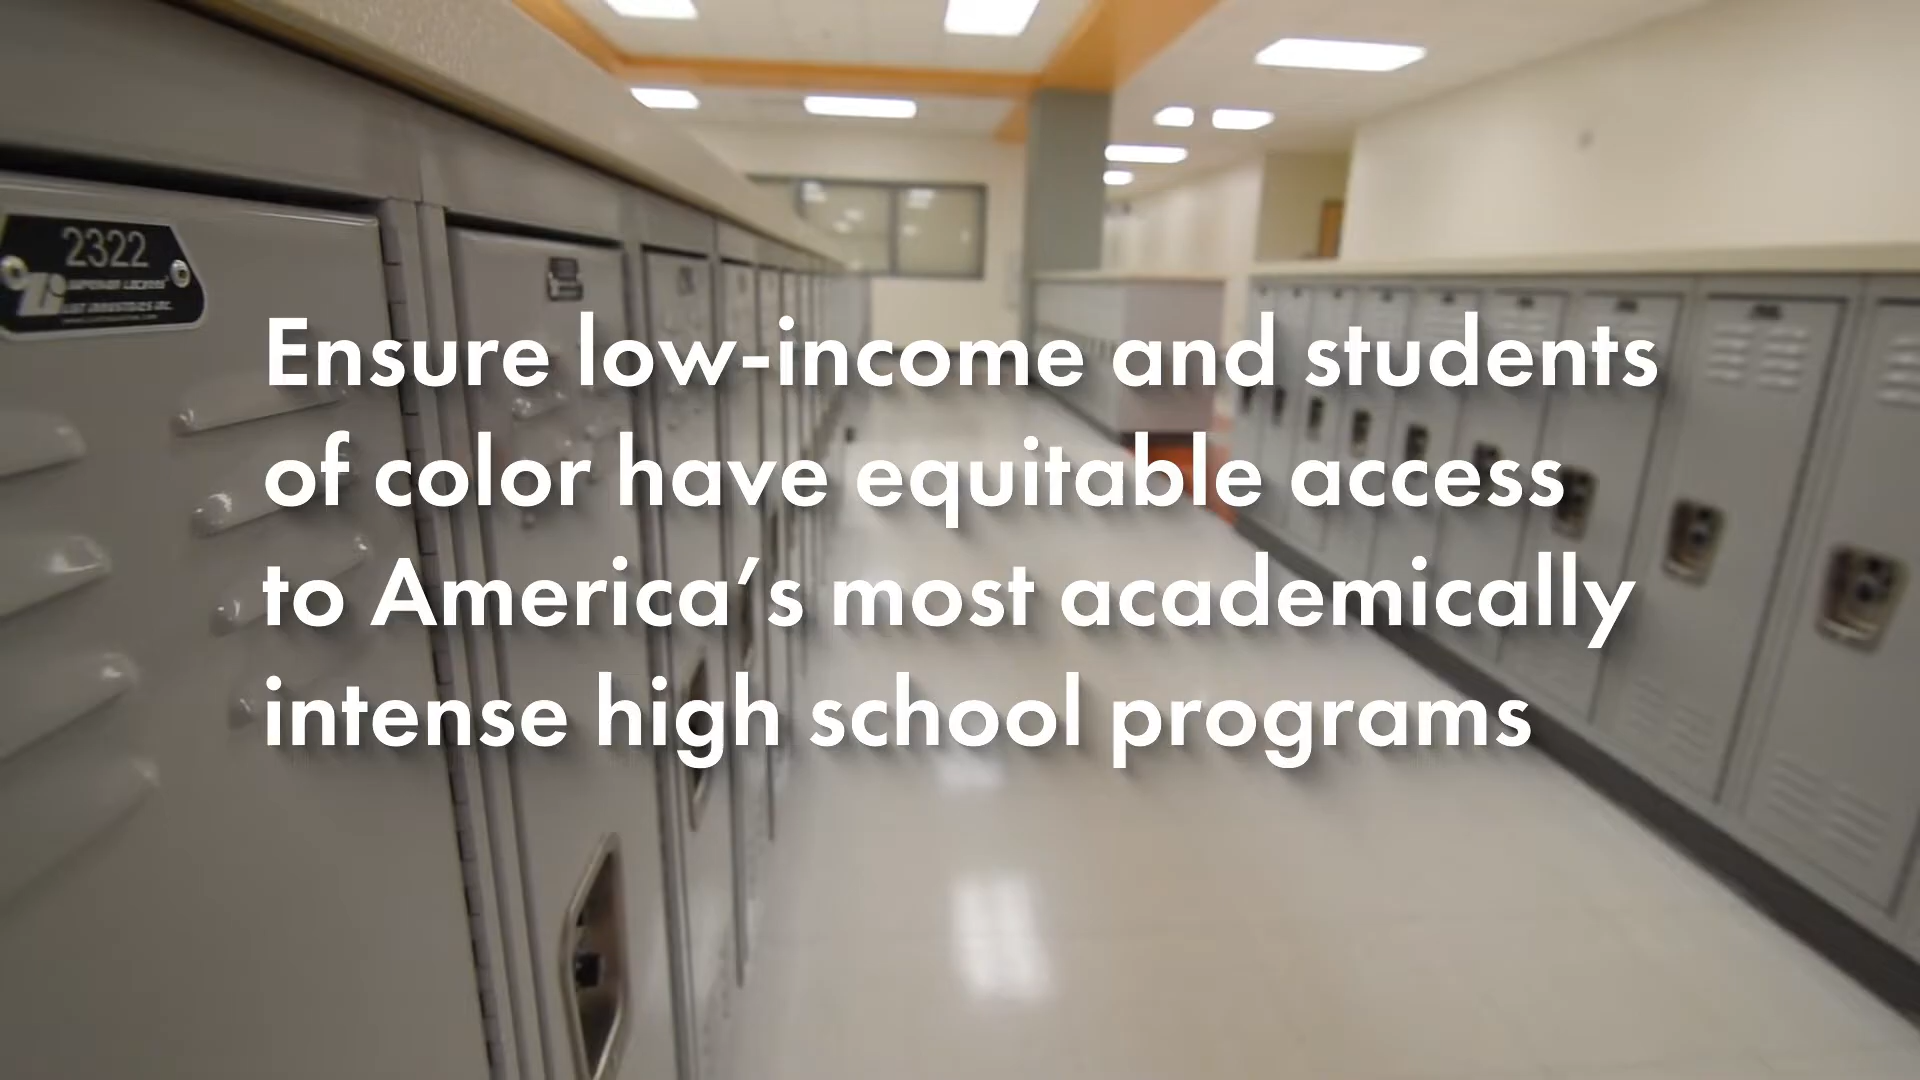 2322
Ensure low-income and students
of color have equitable access
to America’s most academically
intense high school programs